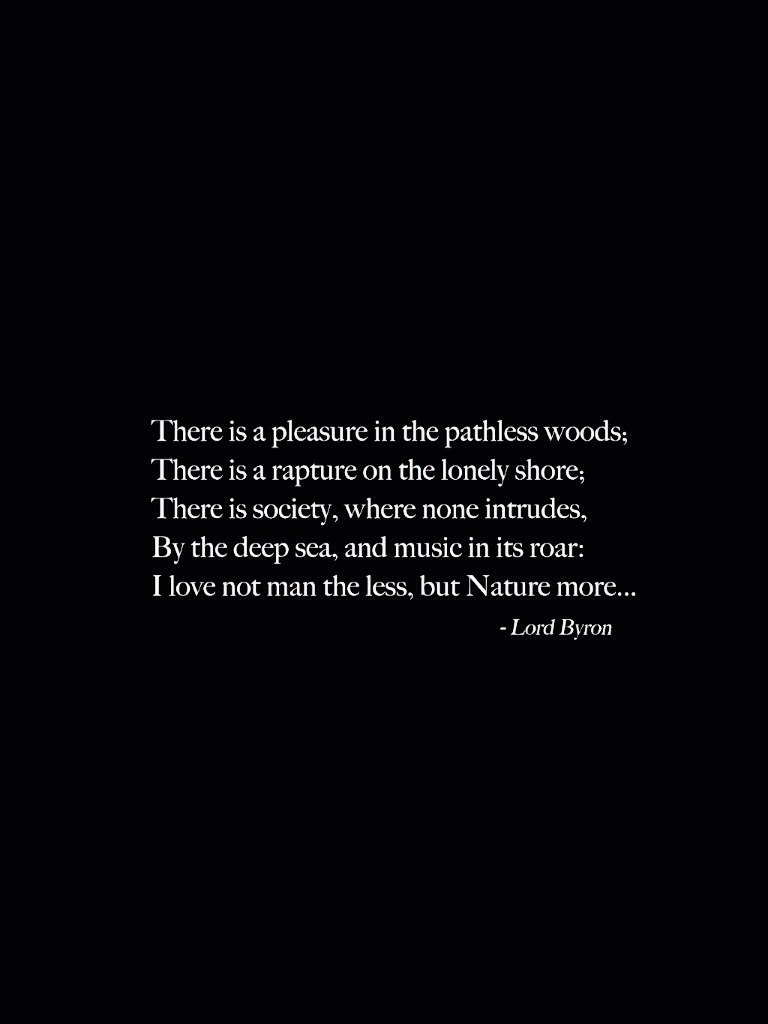 There is a pleasure in the pathless woods;
There is a rapture on the lonely shore;
There is society, where none intrudes,
By the deep sea, and music in its roar:
I love not man the less, but Nature more...
- Lord Byron